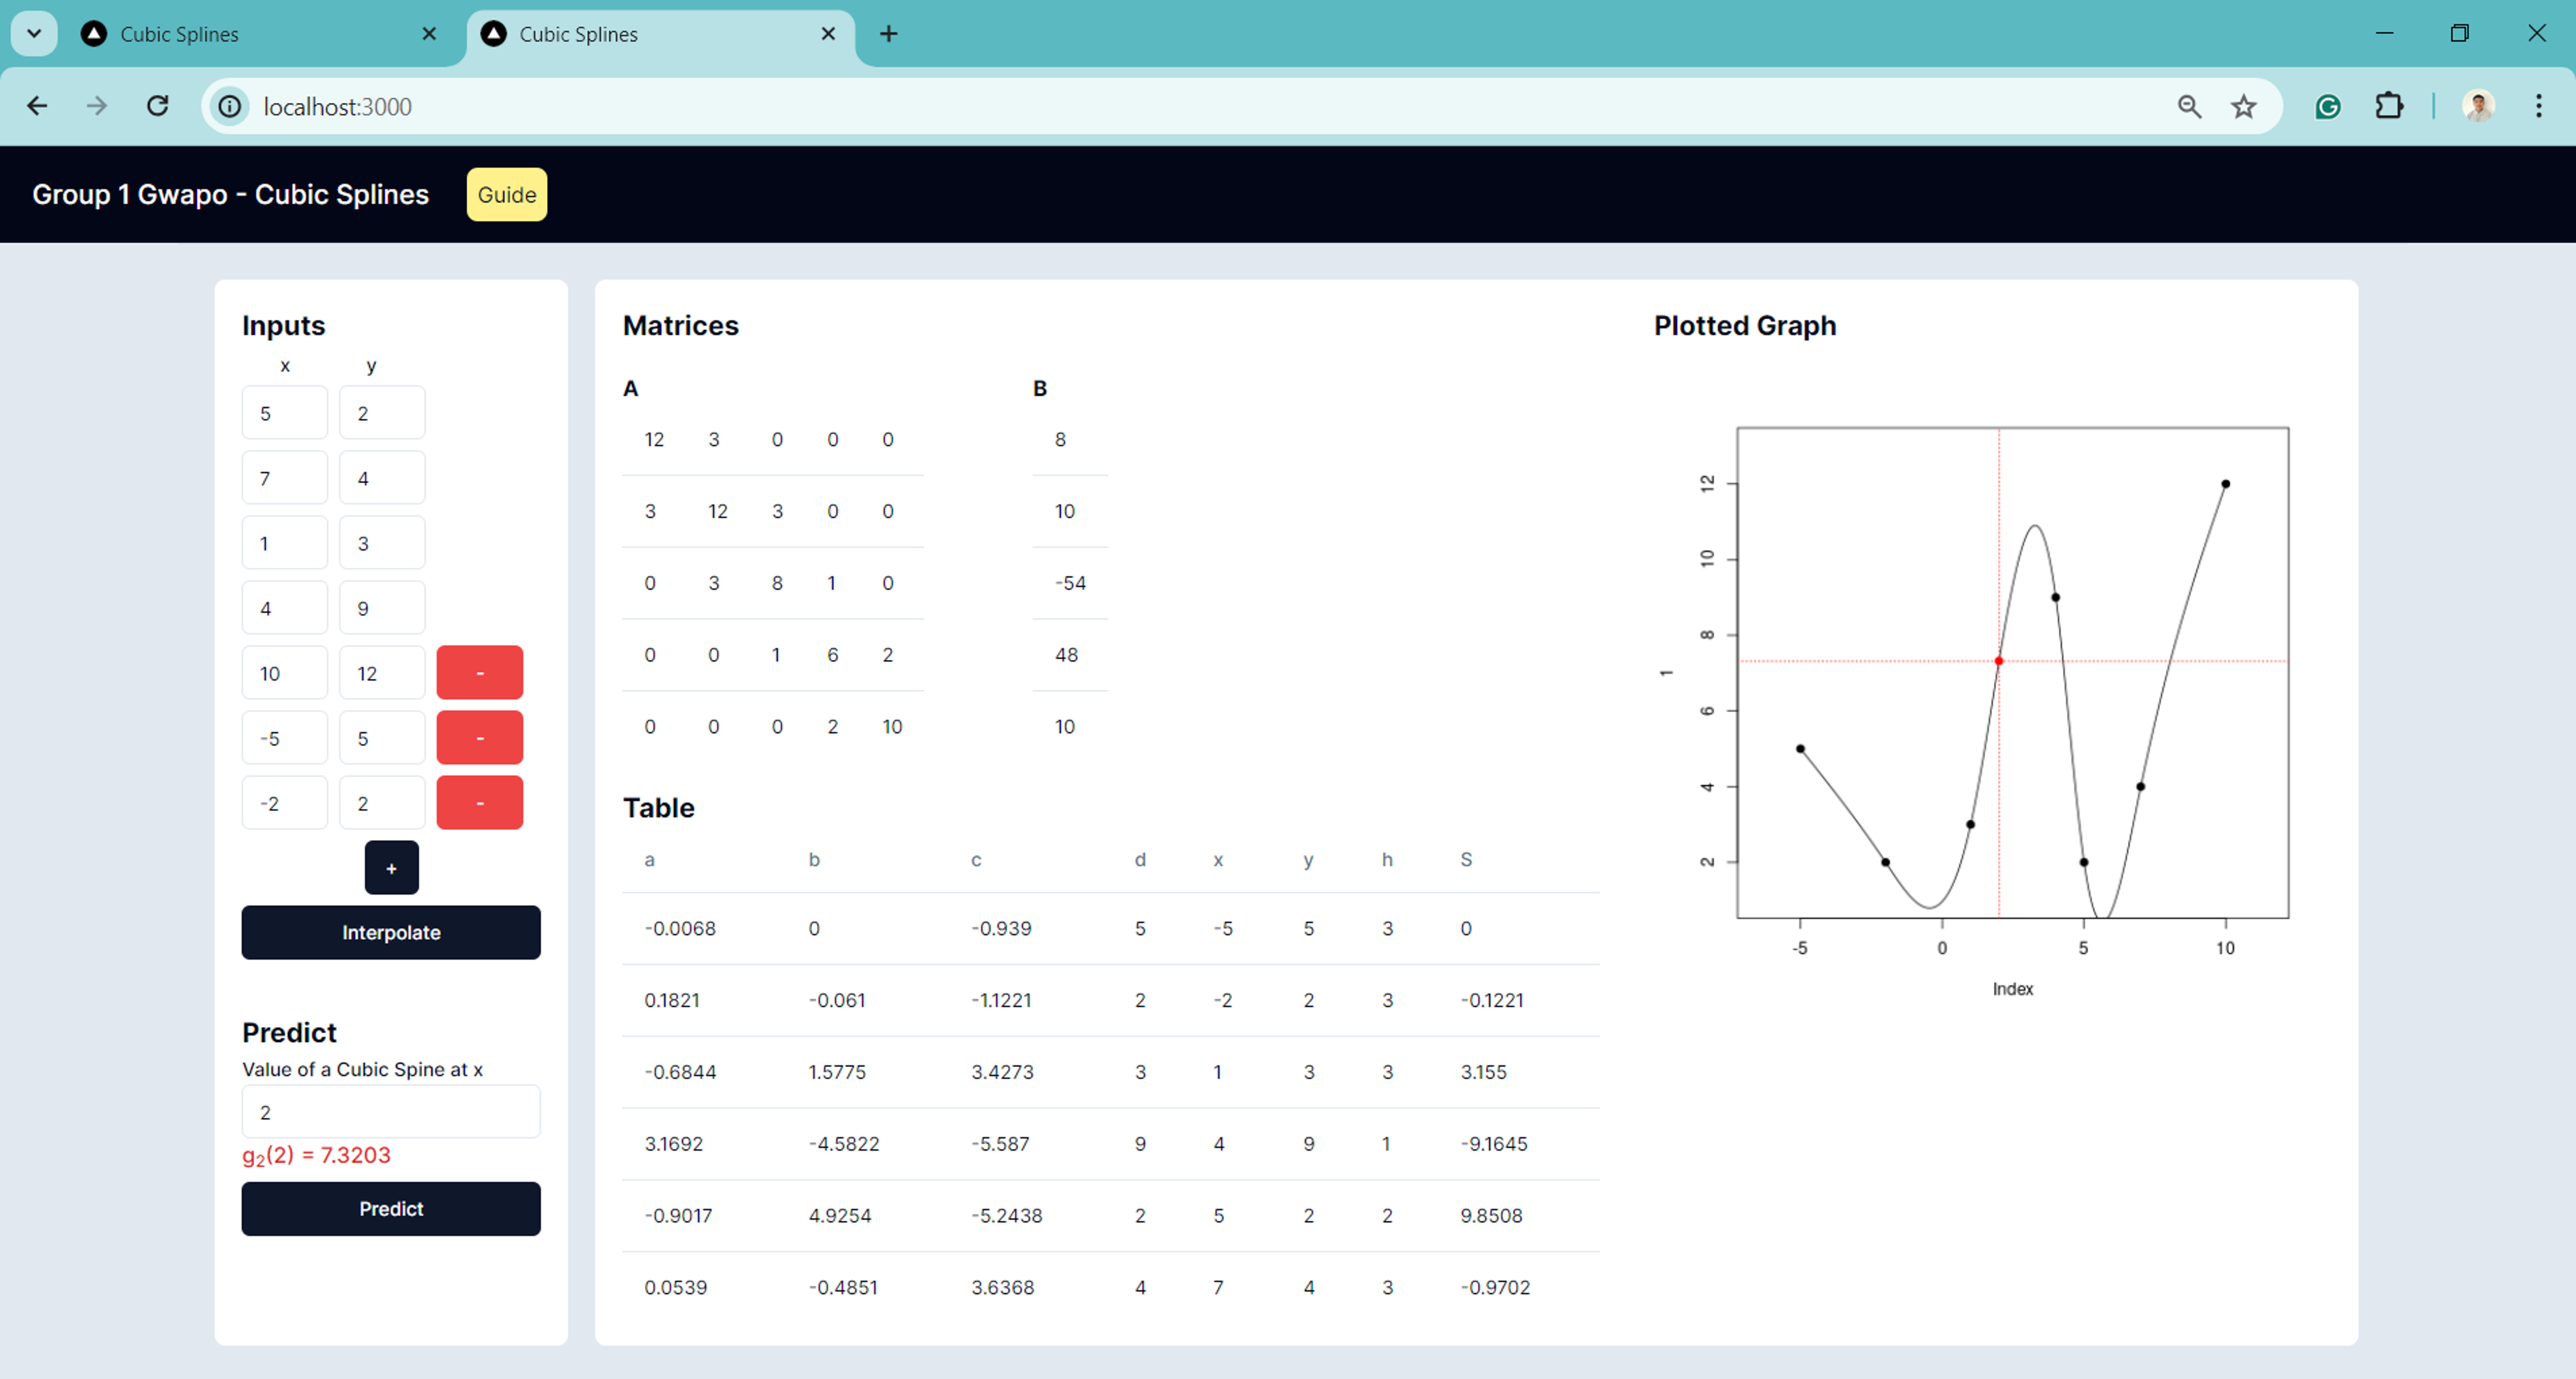 Cubic Splines
Cubic Splines
localhost:3000
Group 1 Gwapo - Cubic Splines
Guide
Inputs
x y
5 2
7 4
1 3
4 9
10 12 -
-5 5 -
-2 2 -
+
Interpolate
Predict
Value of a Cubic Spine at x
2
g2(2) = 7.3203
Predict
Matrices
A
12 3 0 0 0
3 12 3 0 0
0 3 8 1 0
0 0 1 6 2
0 0 0 2 10
B
8
10
-54
48
10
Table
a b c d x y h S
-0.0068 0 -0.939 5 -5 5 3 0
0.1821 -0.061 -1.1221 2 -2 2 3 -0.1221
-0.6844 1.5775 3.4273 3 1 3 3 3.155
3.1692 -4.5822 -5.587 9 4 9 1 -9.1645
-0.9017 4.9254 -5.2438 2 5 2 2 9.8508
0.0539 -0.4851 3.6368 4 7 4 3 -0.9702
Plotted Graph
12
10
8
6
4
2
1
-5 0 5 10
Index